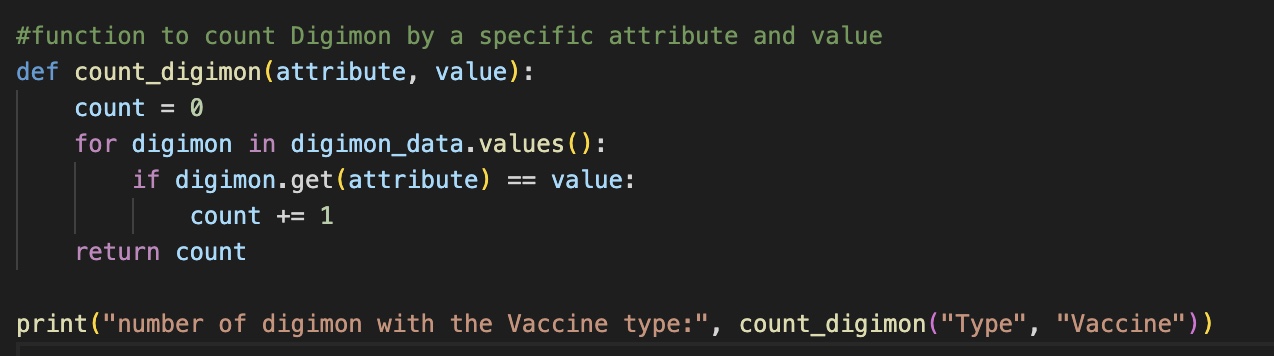 #function to count Digimon by a specific attribute and value
def count_digimon(attribute, value):
    count = 0
    for digimon in digimon_data.values():
        if digimon.get(attribute) == value:
            count += 1
    return count

print("number of digimon with the Vaccine type:", count_digimon("Type", "Vaccine"))